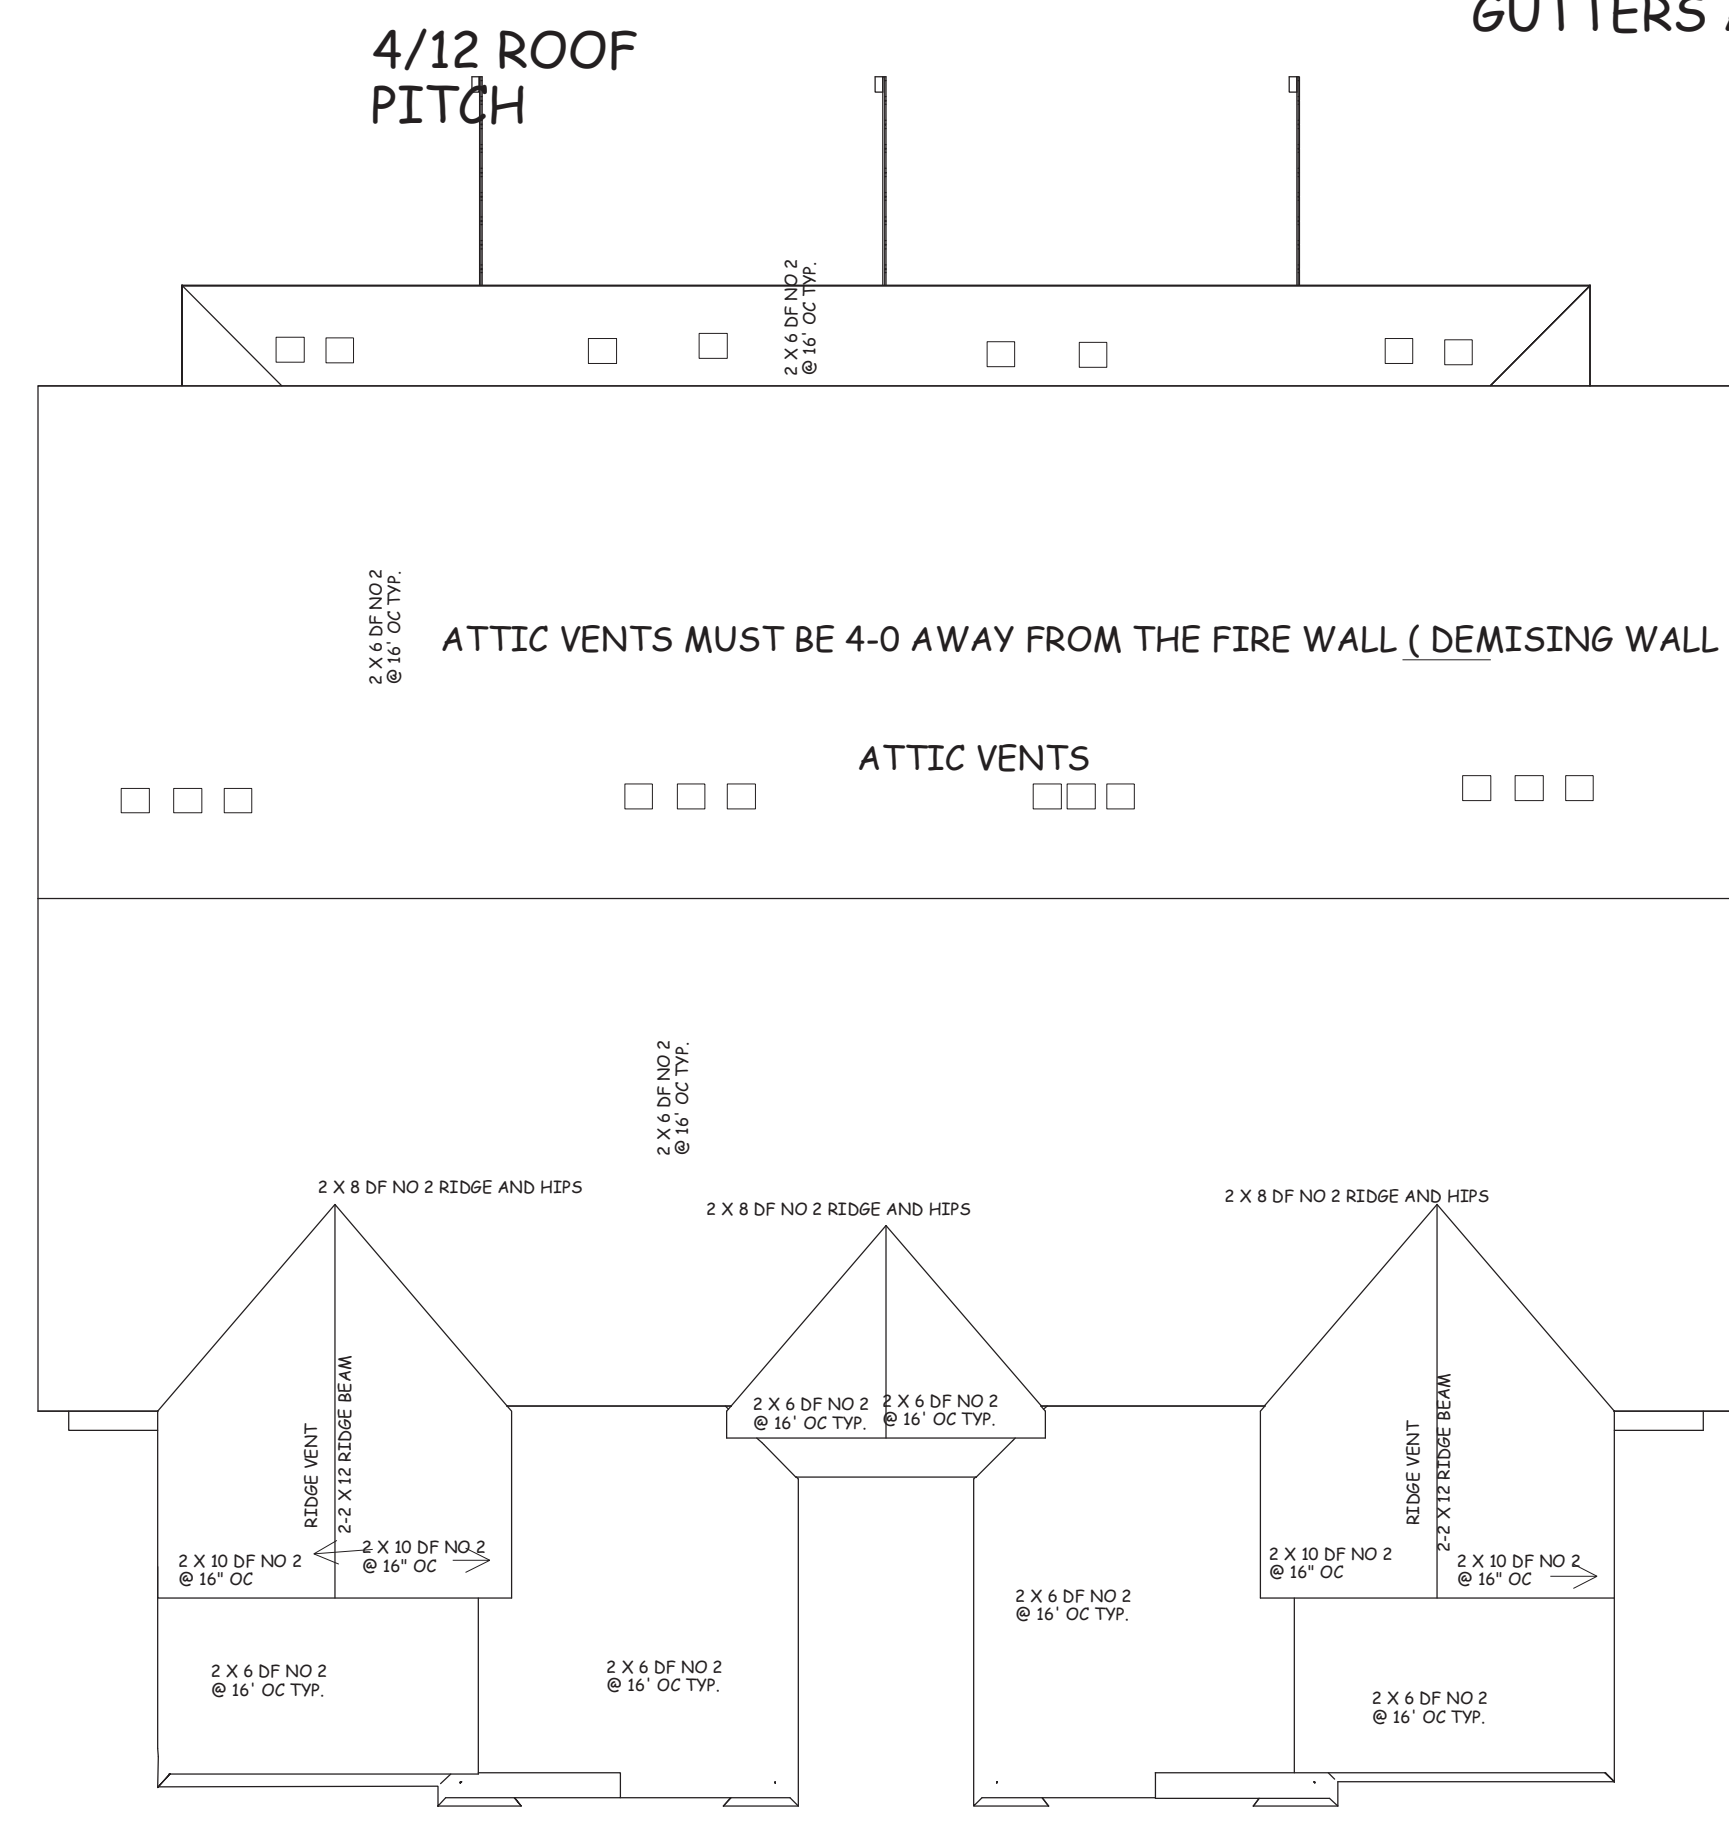 GUTTERS
4/12 ROOF
PITCH
2 X 6 DF NO 2
@ 16' OC TYP.
2 X 6 DF NO 2
@ 16' OC TYP.
ATTIC VENTS MUST BE 4-0 AWAY FROM THE FIRE WALL ( DEMISING WALL
ATTIC VENTS
2 X 6 DF NO 2
@ 16' OC TYP.
2 X 8 DF NO 2 RIDGE AND HIPS
2 X 8 DF NO 2 RIDGE AND HIPS
2 X 8 DF NO 2 RIDGE AND HIPS
RIDGE VENT
2-2 X 12 RIDGE BEAM
2 X 6 DF NO 2
@ 16' OC TYP.
2 X 6 DF NO 2
@ 16' OC TYP.
RIDGE VENT
2-2 X 12 RIDGE BEAM
2 X 10 DF NO 2
@ 16" OC
2 X 10 DF NO 2
@ 16" OC
2 X 10 DF NO 2
@ 16" OC
2 X 10 DF NO 2
@ 16" OC
2 X 6 DF NO 2
@ 16' OC TYP.
2 X 6 DF NO 2
@ 16' OC TYP.
2 X 6 DF NO 2
@ 16' OC TYP.
2 X 6 DF NO 2
@ 16' OC TYP.